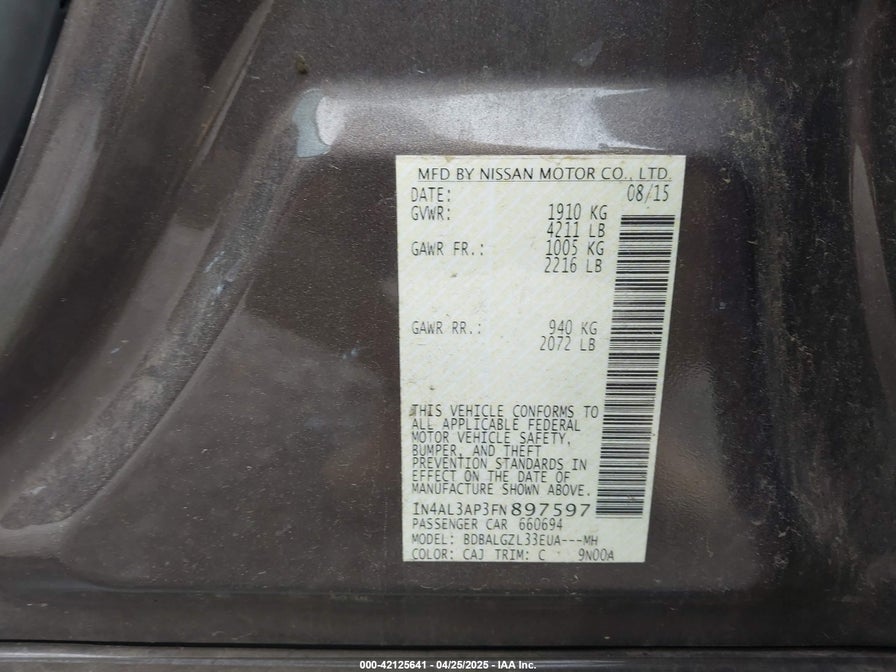 MFD BY NISSAN MOTOR CO., LTD.
DATE: 08/15
GVWR: 1910 KG
4211 LB
GAWR FR.: 1005 KG
2216 LB
GAWR RR.: 940 KG
2072 LB
THIS VEHICLE CONFORMS TO
ALL APPLICABLE FEDERAL
MOTOR VEHICLE SAFETY,
BUMPER, AND THEFT
PREVENTION STANDARDS IN
EFFECT ON THE DATE OF
MANUFACTURE SHOWN ABOVE.
1N4AL3AP3FN897597
PASSENGER CAR 660694
MODEL: BDBALGZL33EUA---MH
COLOR: CAJ TRIM: C 9N00A
000-42125641 - 04/25/2025 - IAA Inc.